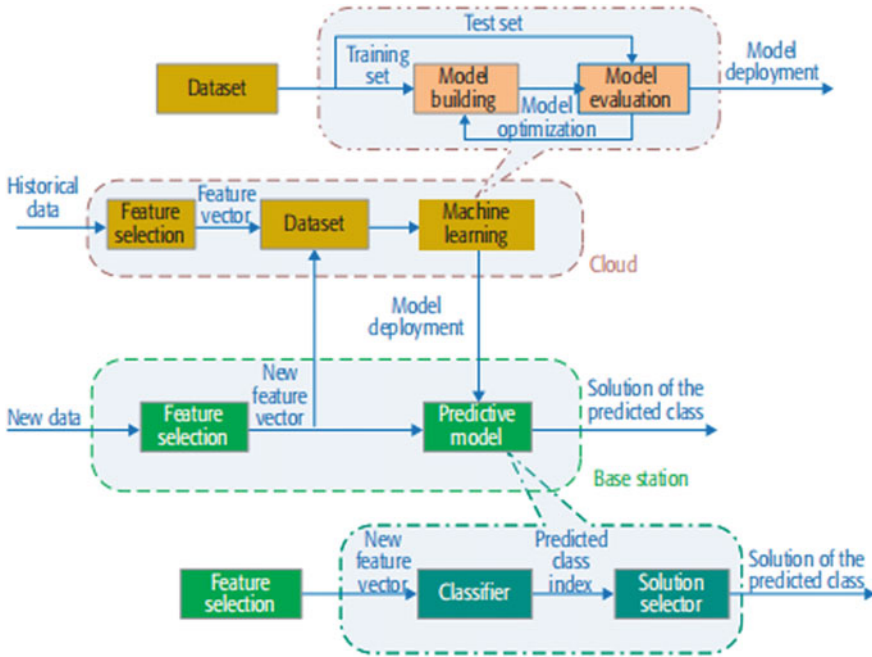 Test set
Training
set
Model
deployment
Dataset
Model
building
Model
evaluation
Model
optimization
Historical
data
Feature
selection
Feature
vector
Dataset
Machine
learning
Cloud
Model
deployment
New data
Feature
selection
New
feature
vector
Predictive
model
Solution of the
predicted class
Base station
Feature
selection
New
feature
vector
Classifier
Predicted
class
index
Solution
selector
Solution of the
predicted class